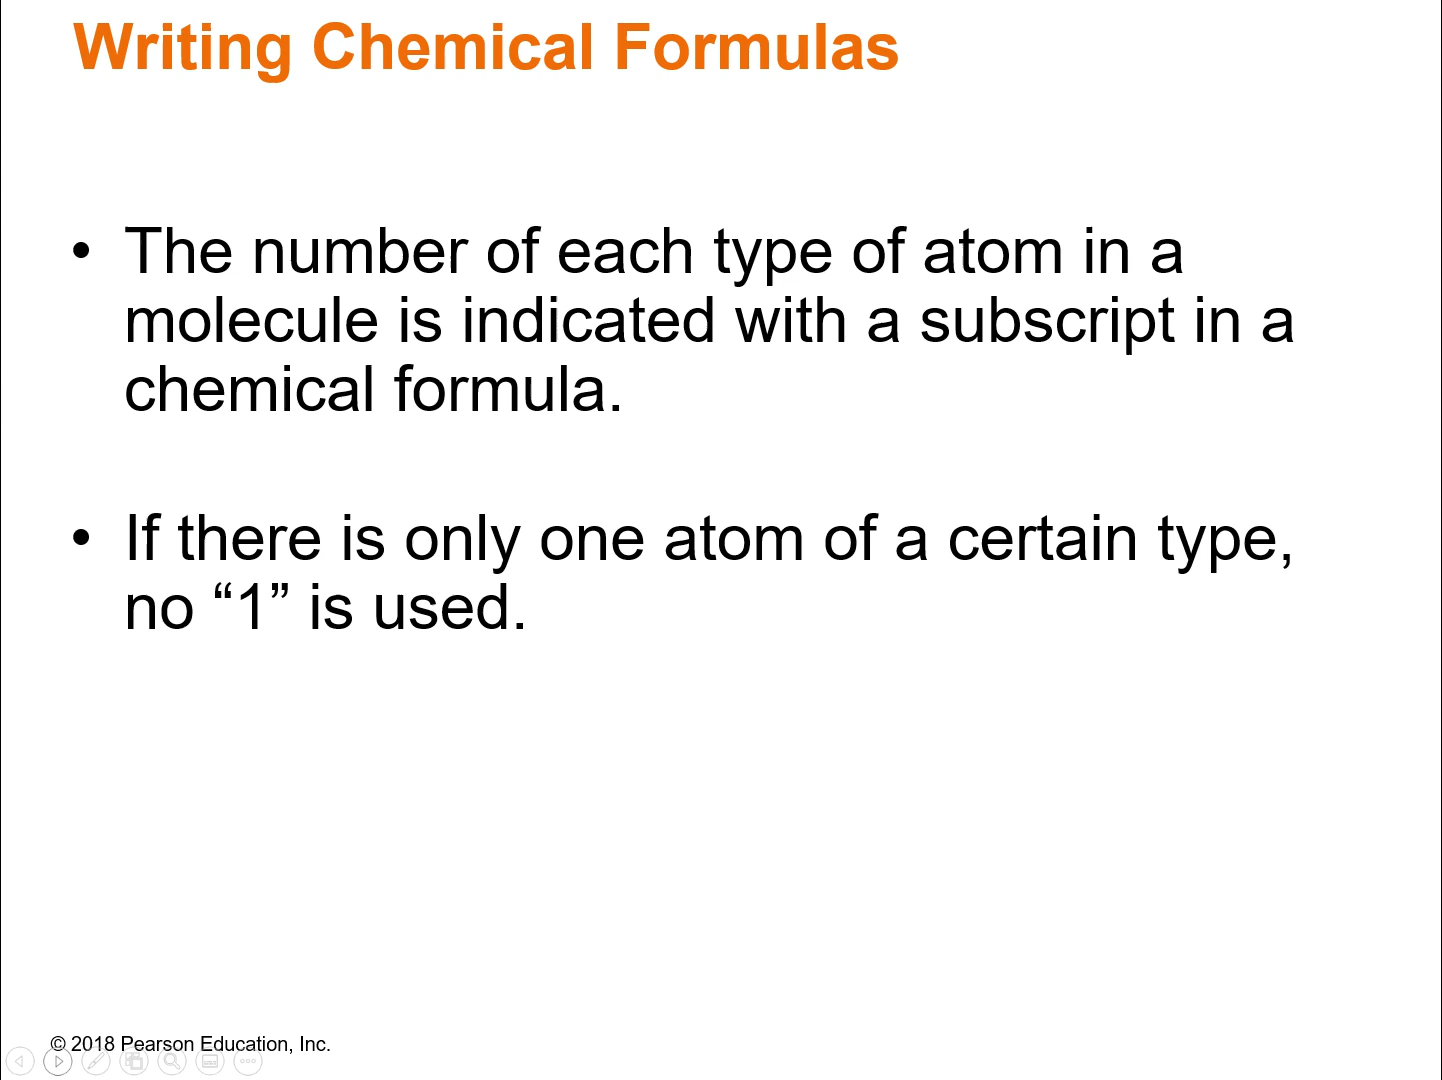 Writing Chemical Formulas
• The number of each type of atom in a
molecule is indicated with a subscript in a
chemical formula.
• If there is only one atom of a certain type,
no “1” is used.
© 2018 Pearson Education, Inc.